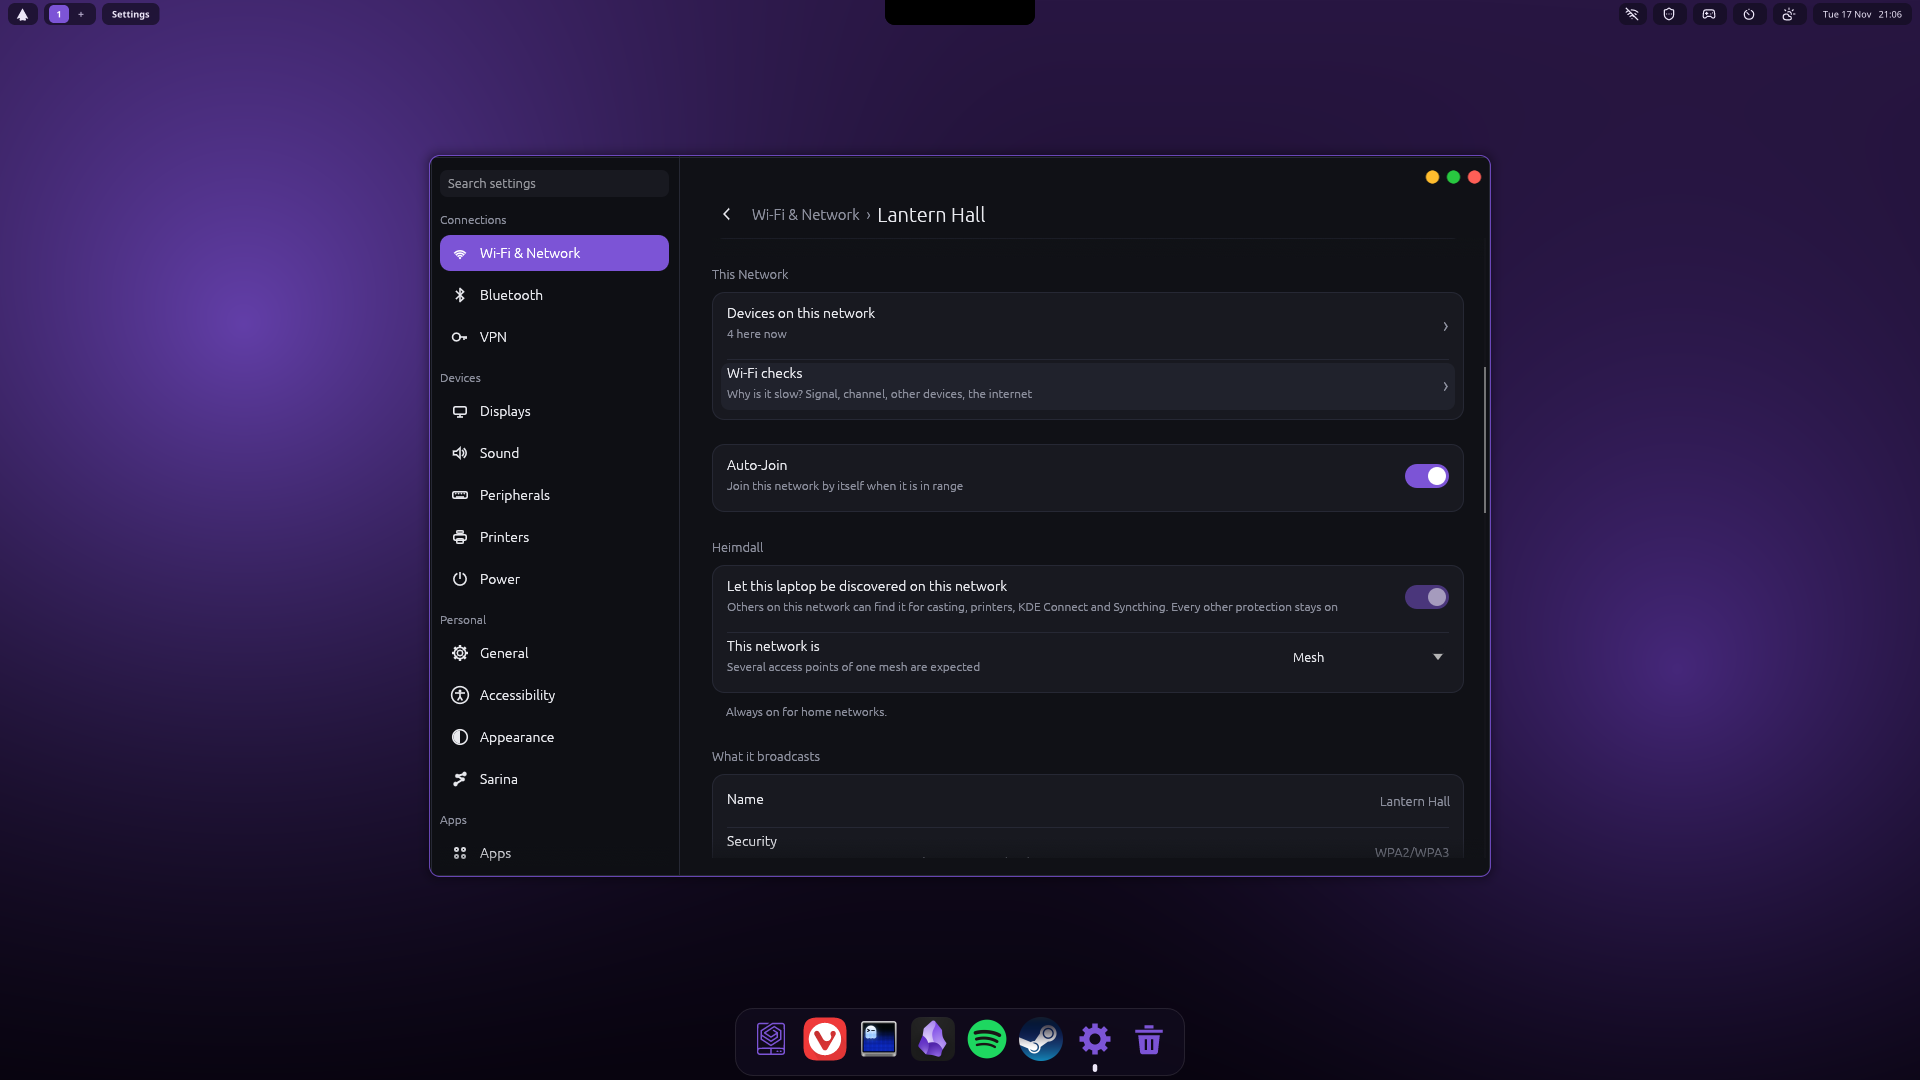 1 +
Settings
Tue 17 Nov 21:06
Search settings
Connections
Wi-Fi & Network
Bluetooth
VPN
Devices
Displays
Sound
Peripherals
Printers
Power
Personal
General
Accessibility
Appearance
Sarina
Apps
Apps
Wi-Fi & Network › Lantern Hall
This Network
Devices on this network
4 here now
Wi-Fi checks
Why is it slow? Signal, channel, other devices, the internet
Auto-Join
Join this network by itself when it is in range
Heimdall
Let this laptop be discovered on this network
Others on this network can find it for casting, printers, KDE Connect and Syncthing. Every other protection stays on
This network is
Several access points of one mesh are expected
Mesh
Always on for home networks.
What it broadcasts
Name
Lantern Hall
Security
WPA2/WPA3